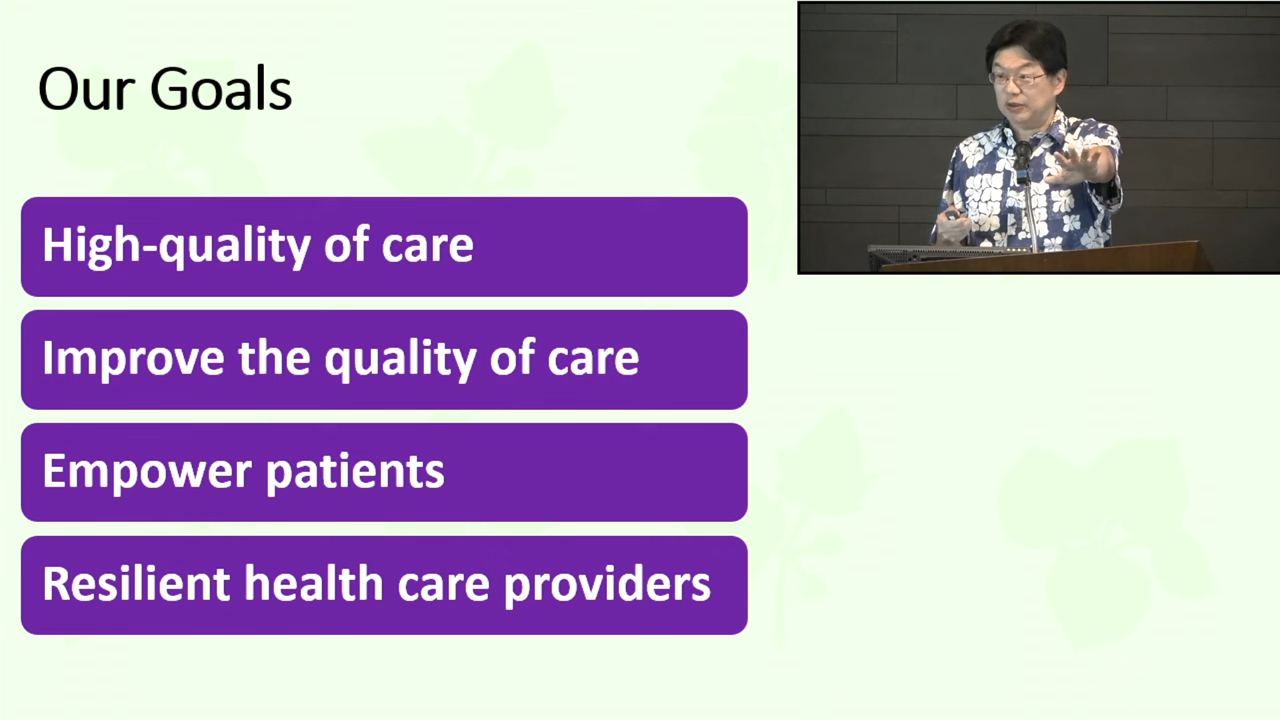 Our Goals
High-quality of care
Improve the quality of care
Empower patients
Resilient health care providers